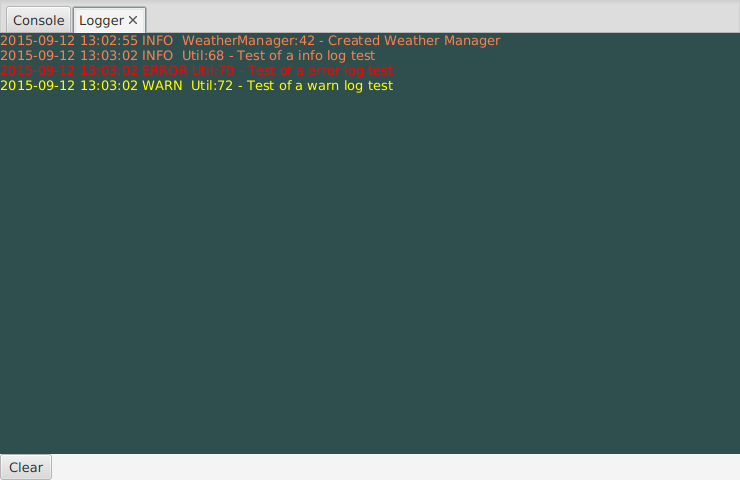 Console Logger
2015-09-12 13:02:55 INFO  WeatherManager:42 - Created Weather Manager
2015-09-12 13:03:02 INFO  Util:68 - Test of a info log test
2015-09-12 13:03:02 ERROR Util:70 - Test of a error log test
2015-09-12 13:03:02 WARN  Util:72 - Test of a warn log test
Clear